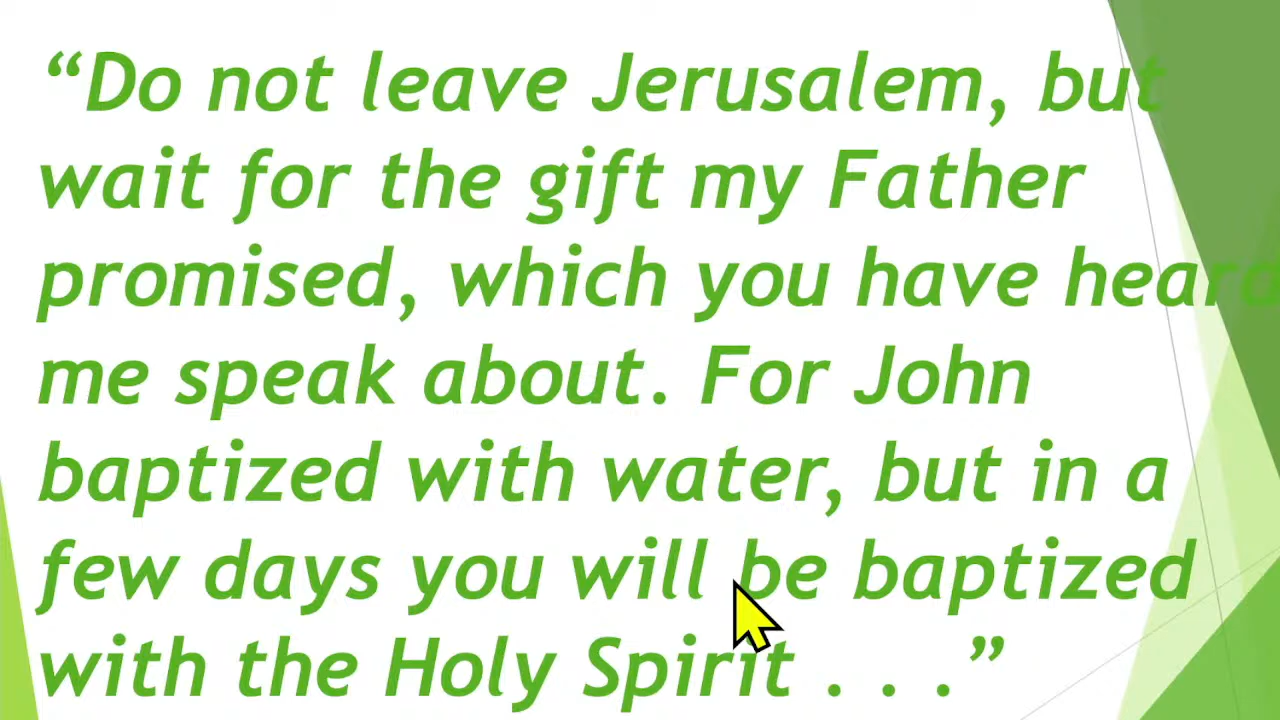 “Do not leave Jerusalem, but
wait for the gift my Father
promised, which you have heard
me speak about. For John
baptized with water, but in a
few days you will be baptized
with the Holy Spirit . . .”